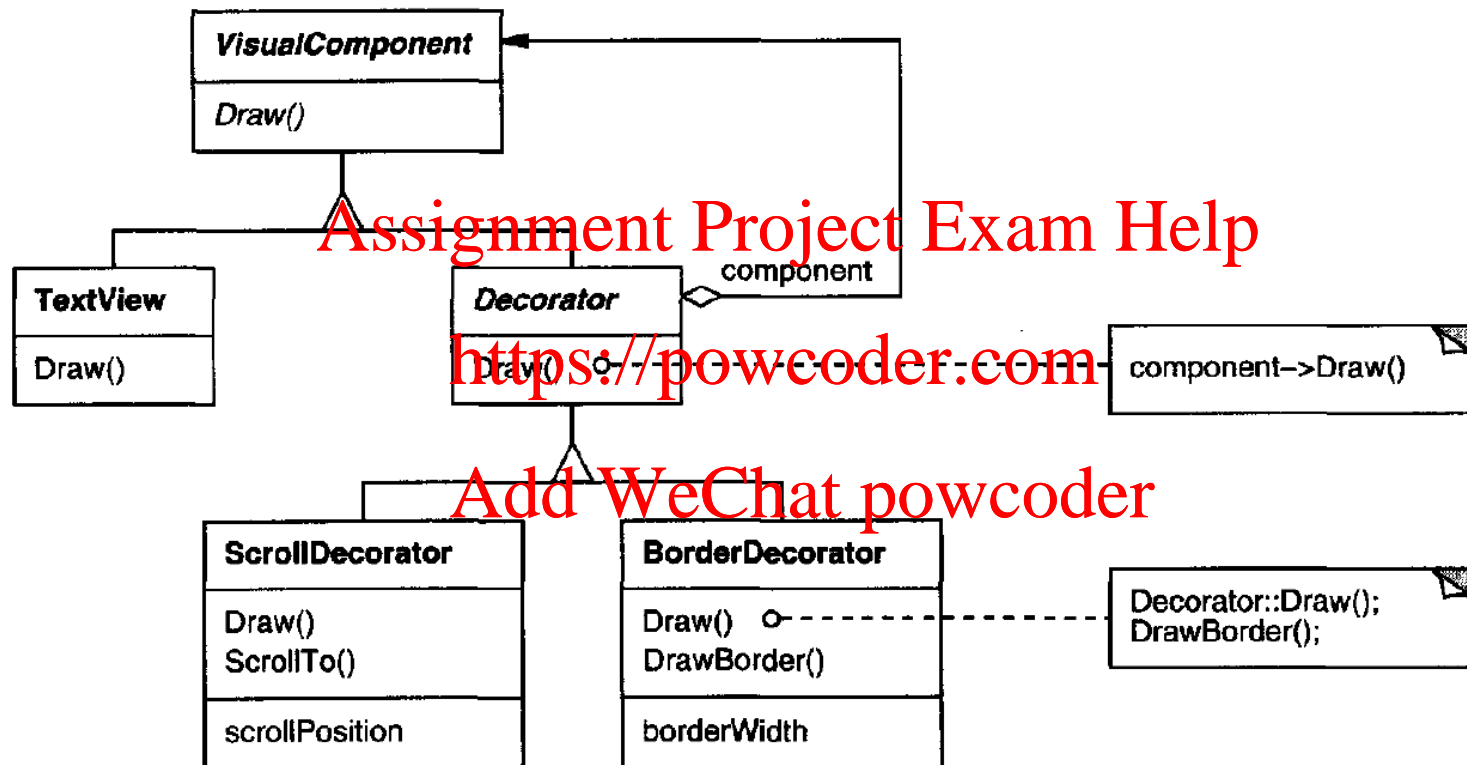 VisualComponent
Draw()
Assignment Project Exam Help
component
TextView
Draw()
Decorator
Draw()
https://powcoder.com
component–>Draw()
Add WeChat powcoder
ScrollDecorator
Draw()
ScrollTo()
scrollPosition
BorderDecorator
Draw()
DrawBorder()
borderWidth
Decorator::Draw();
DrawBorder();